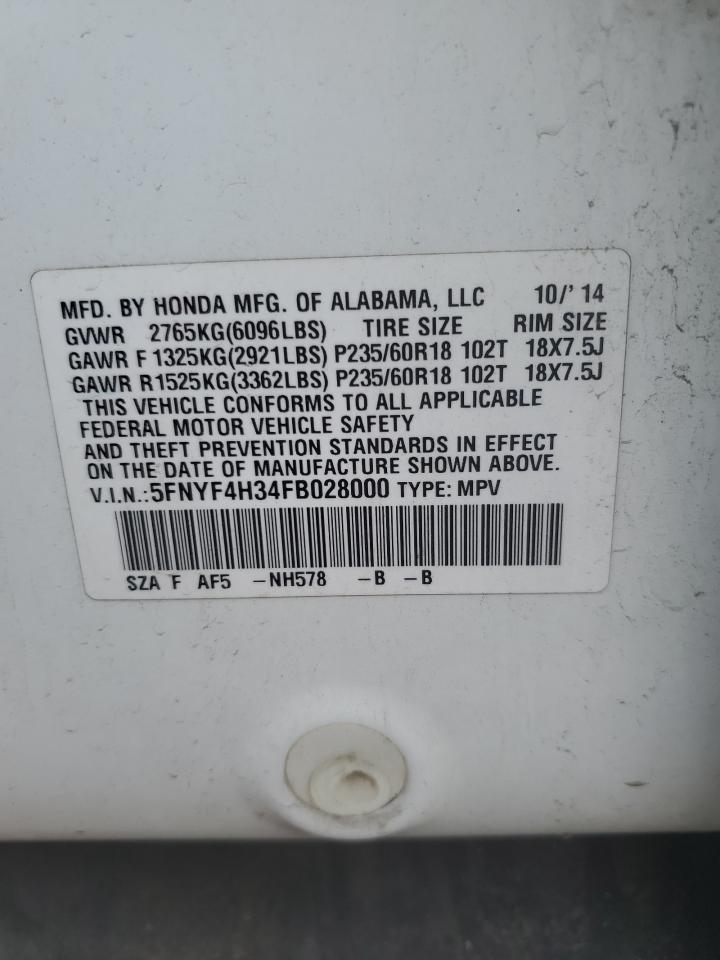 MFD. BY HONDA MFG. OF ALABAMA, LLC 10/' 14
GVWR 2765KG(6096LBS) TIRE SIZE RIM SIZE
GAWR F 1325KG(2921LBS) P235/60R18 102T 18X7.5J
GAWR R1525KG(3362LBS) P235/60R18 102T 18X7.5J
THIS VEHICLE CONFORMS TO ALL APPLICABLE
FEDERAL MOTOR VEHICLE SAFETY
AND THEFT PREVENTION STANDARDS IN EFFECT
ON THE DATE OF MANUFACTURE SHOWN ABOVE.
V.I.N.:5FNYF4H34FB028000 TYPE: MPV
SZA F AF5 -NH578 -B -B